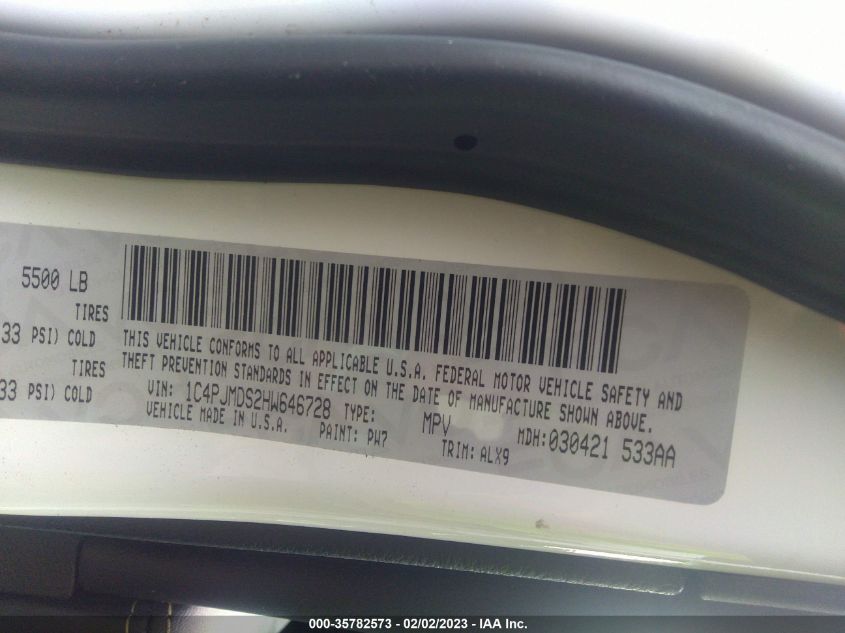 5500 LB
TIRES
33 PSI) COLD
TIRES
33 PSI) COLD
THIS VEHICLE CONFORMS TO ALL APPLICABLE U.S.A. FEDERAL MOTOR VEHICLE SAFETY AND
THEFT PREVENTION STANDARDS IN EFFECT ON THE DATE OF MANUFACTURE SHOWN ABOVE.
VIN: 1C4PJMDS2HW646728 TYPE: MPV MDH:030421 533AA
VEHICLE MADE IN U.S.A. PAINT: PW7 TRIM: ALX9
000-35782573 - 02/02/2023 - IAA Inc.